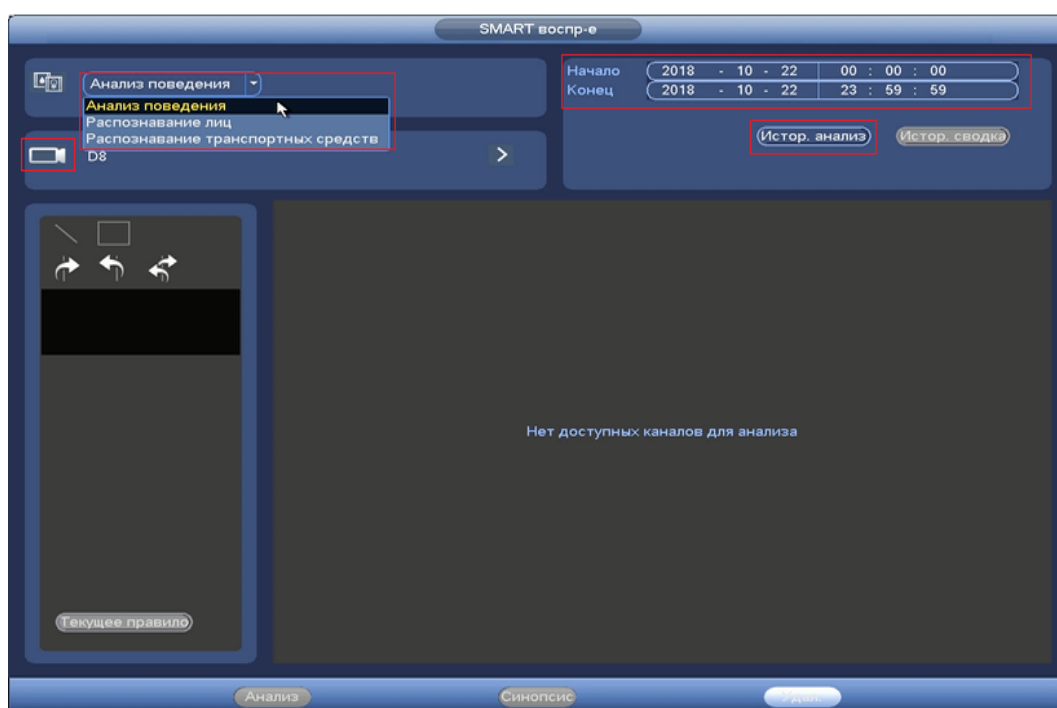 SMART воспр-е
Анализ поведения
Анализ поведения
Распознавание лиц
Распознавание транспортных средств
D8
Начало 2018 - 10 - 22 00 : 00 : 00
Конец 2018 - 10 - 22 23 : 59 : 59
Истор. анализ Истор. сводка
Нет доступных каналов для анализа
Текущее правило
Анализ Синопсис